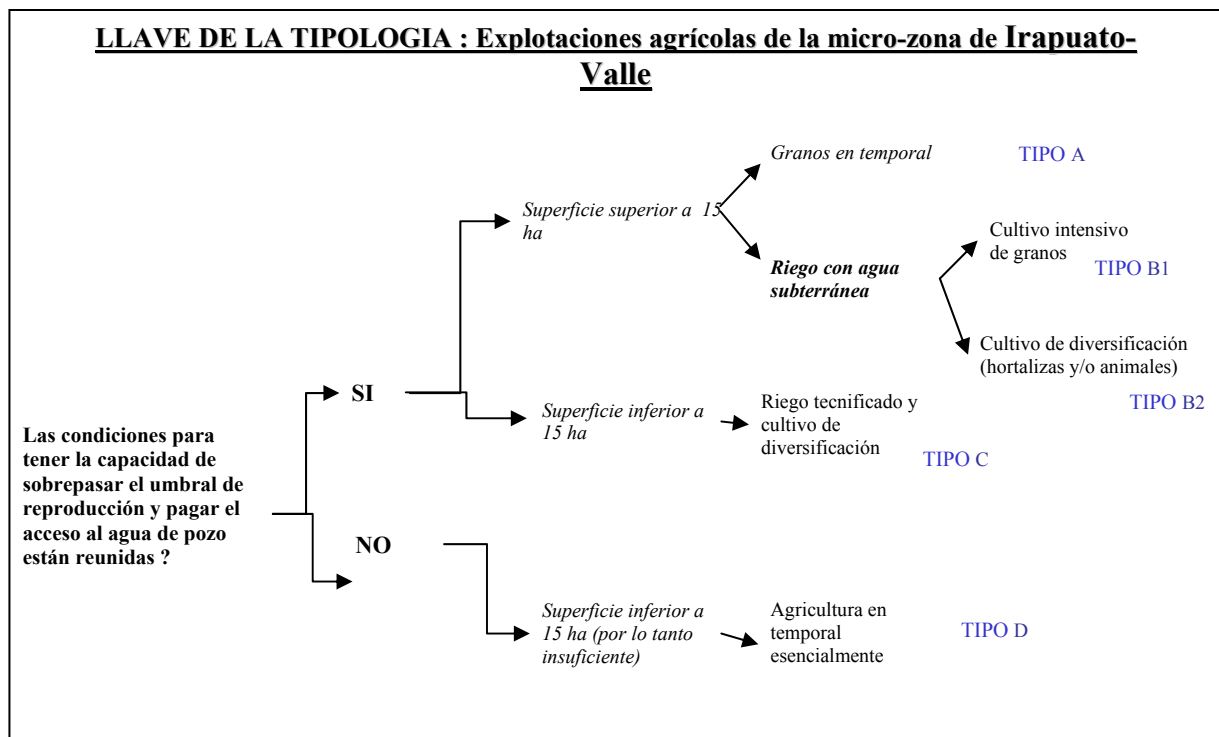 LLAVE DE LA TIPOLOGIA : Explotaciones agrícolas de la micro-zona de Irapuato-
Valle
Granos en temporal
TIPO A
Superficie superior a 15
ha
Riego con agua
subterránea
Cultivo intensivo
de granos
TIPO B1
Cultivo de diversificación
(hortalizas y/o animales)
TIPO B2
SI
Superficie inferior a
15 ha
Riego tecnificado y
cultivo de
diversificación
TIPO C
Las condiciones para
tener la capacidad de
sobrepasar el umbral de
reproducción y pagar el
acceso al agua de pozo
están reunidas ?
NO
Superficie inferior a
15 ha (por lo tanto
insuficiente)
Agricultura en
temporal
esencialmente
TIPO D